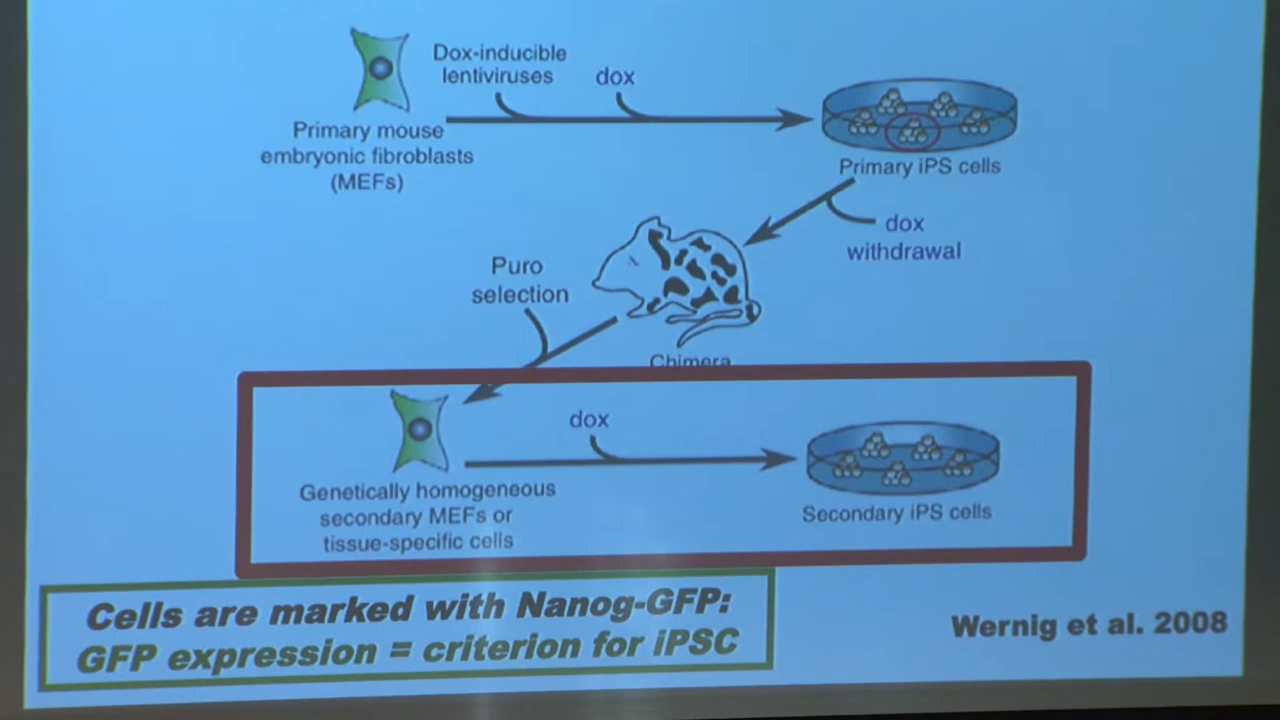 Dox-inducible
lentiviruses
dox
Primary mouse
embryonic fibroblasts
(MEFs)
Primary iPS cells
dox
withdrawal
Puro
selection
Chimera
dox
Genetically homogeneous
secondary MEFs or
tissue-specific cells
Secondary iPS cells
Cells are marked with Nanog-GFP:
GFP expression = criterion for iPSC
Wernig et al. 2008